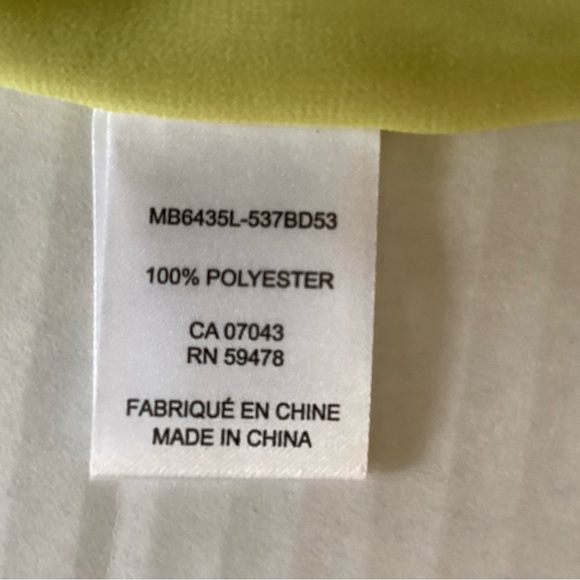 MB6435L-537BD53
100% POLYESTER
CA 07043
RN 59478
FABRIQUÉ EN CHINE
MADE IN CHINA